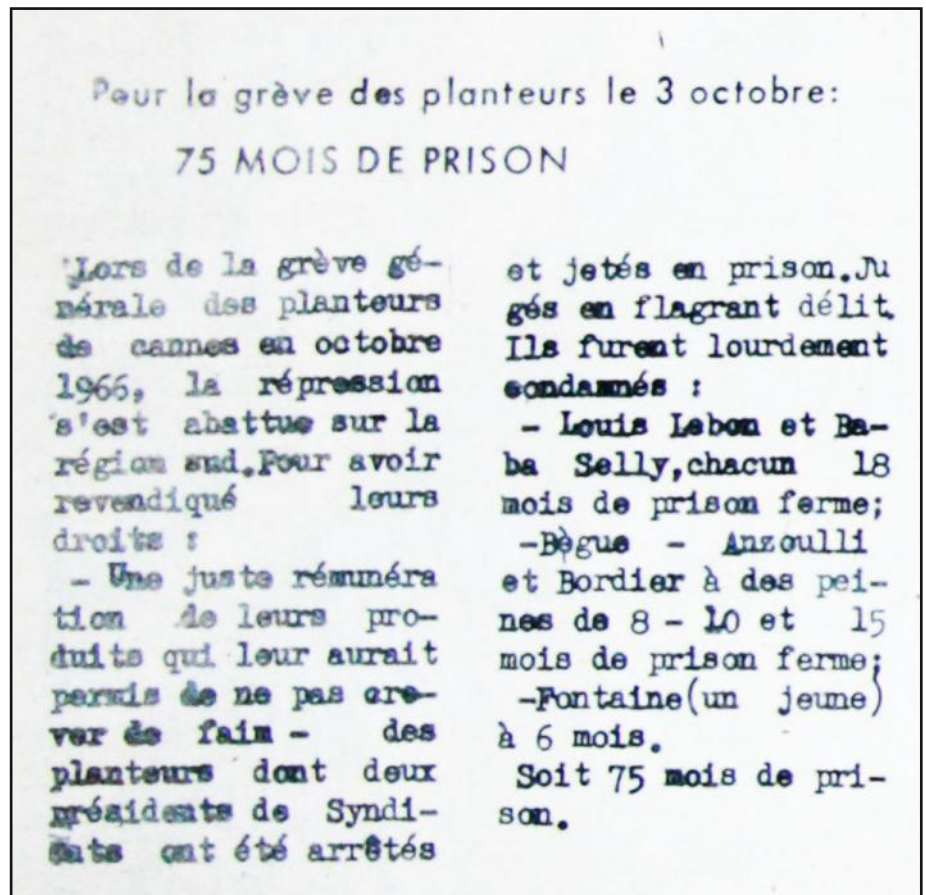 Pour la grève des planteurs le 3 octobre:
75 MOIS DE PRISON
Lors de la grève gé-
nérale des planteurs
de cannes en octobre
1966, la répression
s'est abattue sur la
région sud.Pour avoir
revendiqué leurs
droits :
- Une juste rémunéra
tion de leurs pro-
duits qui leur aurait
permis de ne pas cre-
ver de faim - des
planteurs dont deux
présidents de Syndi-
cats ont été arrêtés
et jetés en prison.Ju
gés en flagrant délit.
Ils furent lourdement
condamnés :
- Louis Lebon et Ba-
ba Selly,chacun 18
mois de prison ferme;
-Bègue - Anzoulli
et Bordier à des pei-
nes de 8 - 10 et 15
mois de prison ferme;
-Fontaine(un jeune)
à 6 mois.
Soit 75 mois de pri-
son.